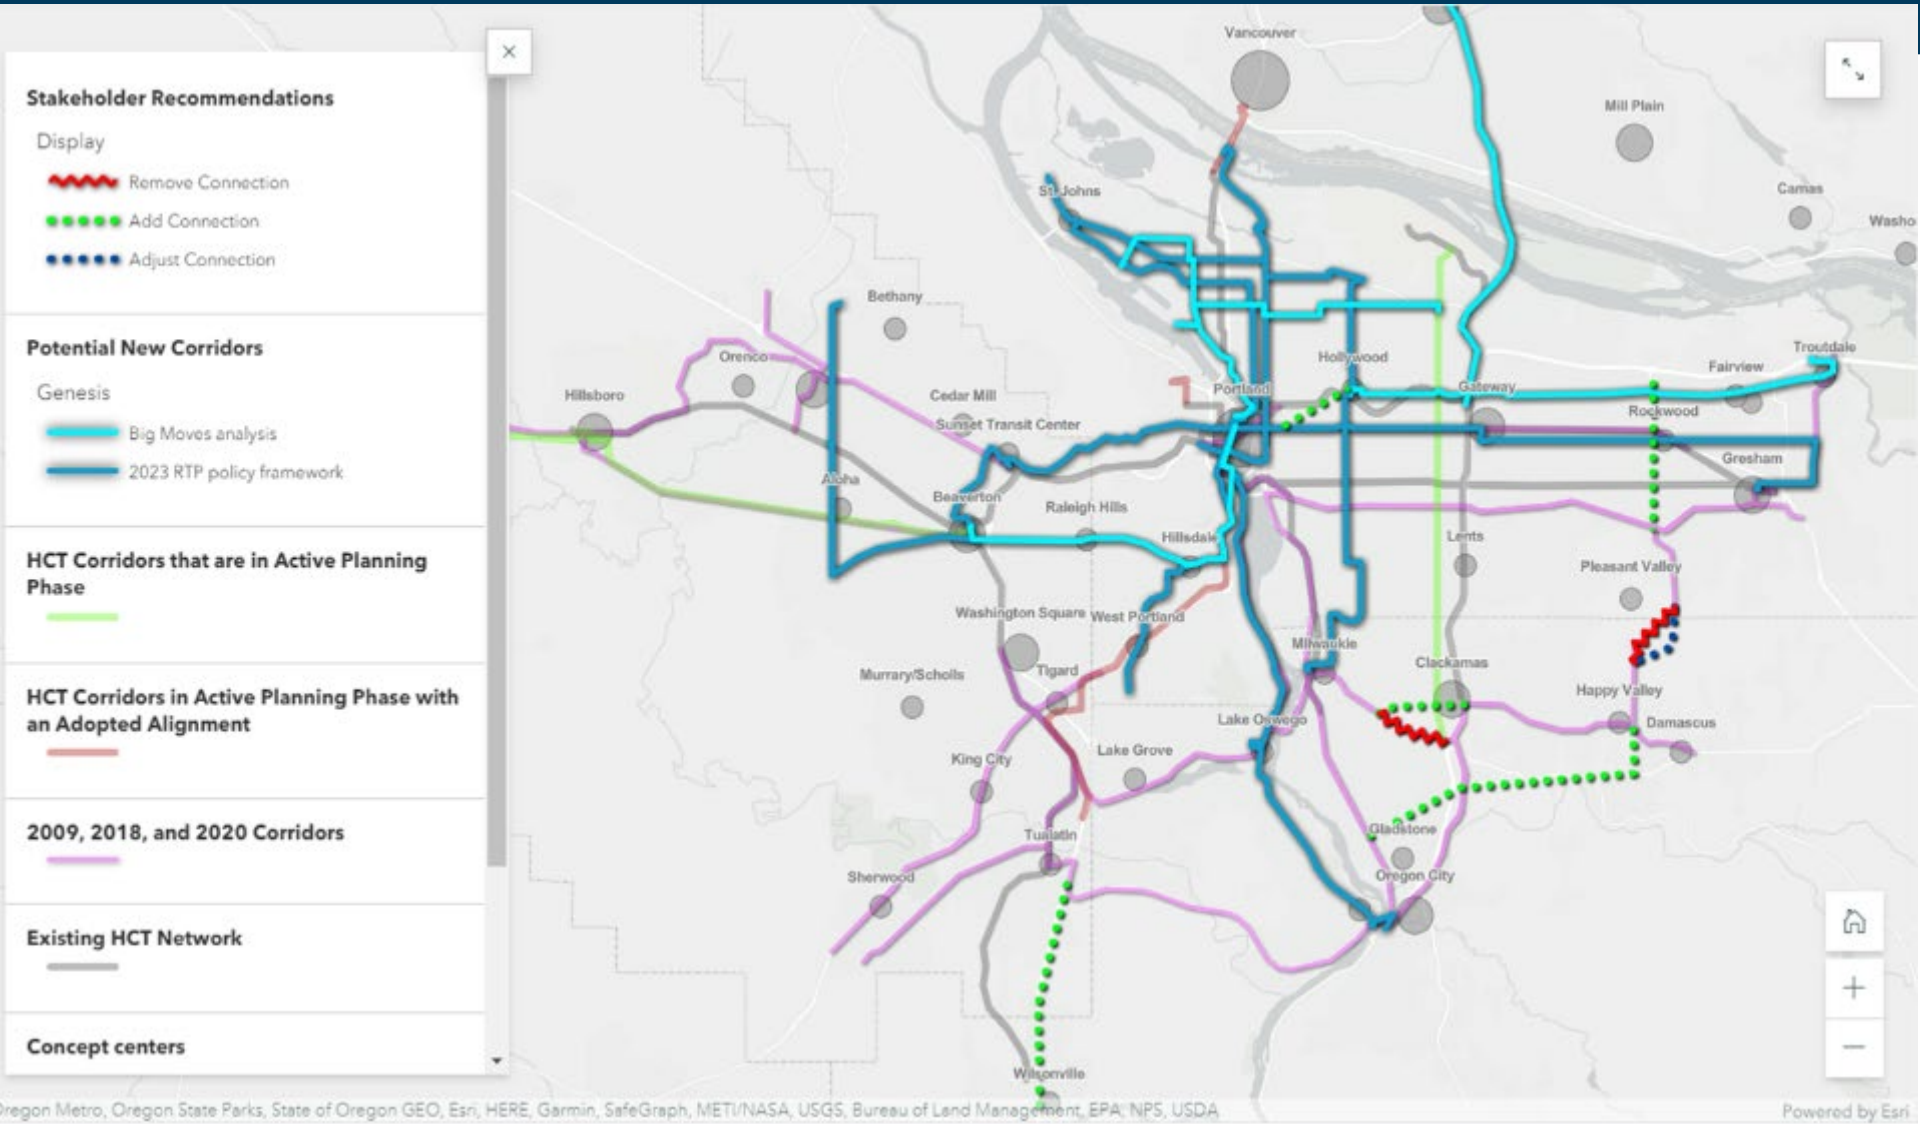 Stakeholder Recommendations
Display
Remove Connection
Add Connection
Adjust Connection
Potential New Corridors
Genesis
Big Moves analysis
2023 RTP policy framework
HCT Corridors that are in Active Planning
Phase
HCT Corridors in Active Planning Phase with
an Adopted Alignment
2009, 2018, and 2020 Corridors
Existing HCT Network
Concept centers
Vancouver
Mill Plain
St. Johns
Camas
Washo
Bethany
Orenco
Hollywood
Troutdale
Fairview
Hillsboro
Cedar Mill
Portland
Gateway
Rockwood
Sunset Transit Center
Gresham
Aloha
Beaverton
Raleigh Hills
Hillsdale
Lents
Pleasant Valley
Washington Square
West Portland
Milwaukie
Clackamas
Murray/Scholls
Tigard
Happy Valley
Lake Oswego
Damascus
King City
Lake Grove
Tualatin
Gladstone
Sherwood
Oregon City
Wilsonville
Oregon Metro, Oregon State Parks, State of Oregon GEO, Esri, HERE, Garmin, SafeGraph, METI/NASA, USGS, Bureau of Land Management, EPA, NPS, USDA
Powered by Esri